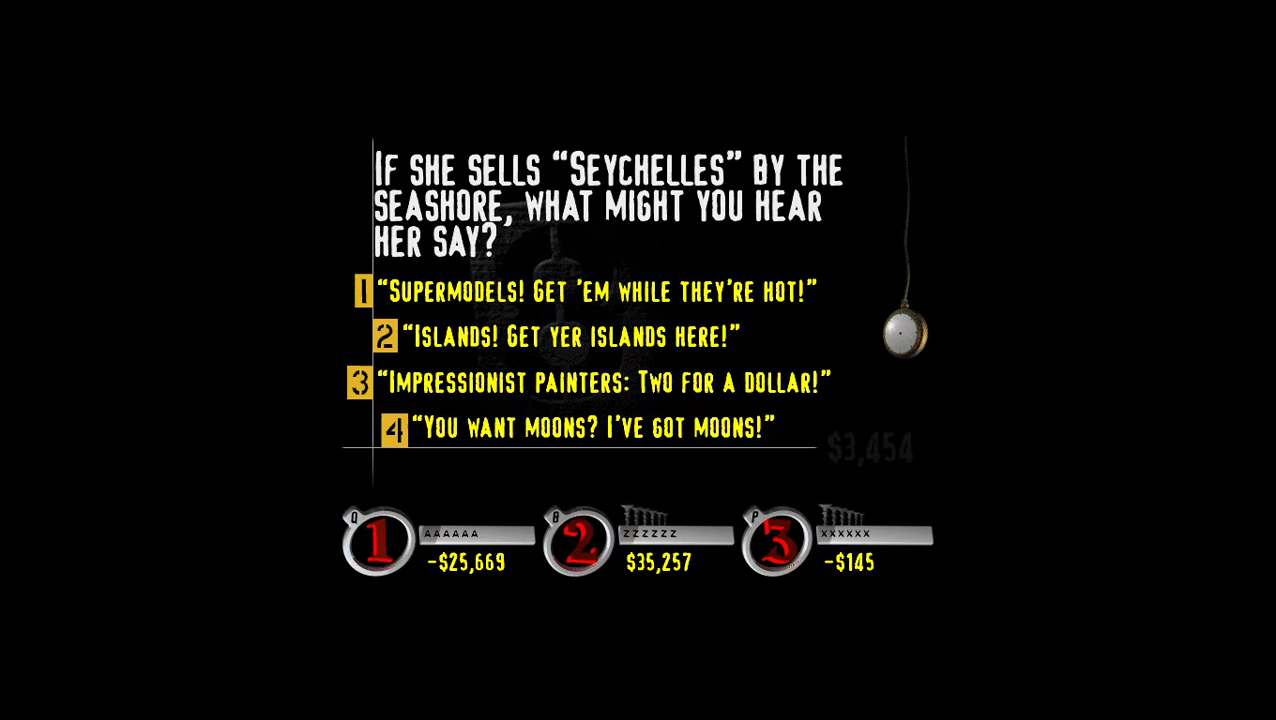 If she sells “Seychelles” by the
seashore, what might you hear
her say?
1 “Supermodels! Get 'em while they're hot!”
2 “Islands! Get yer islands here!”
3 “Impressionist painters: Two for a dollar!”
4 “You want moons? I've got moons!”
$3,454
Q 1 AAAAAA B 2 ZZZZZZ P 3 XXXXXX
-$25,669 $35,257 -$145